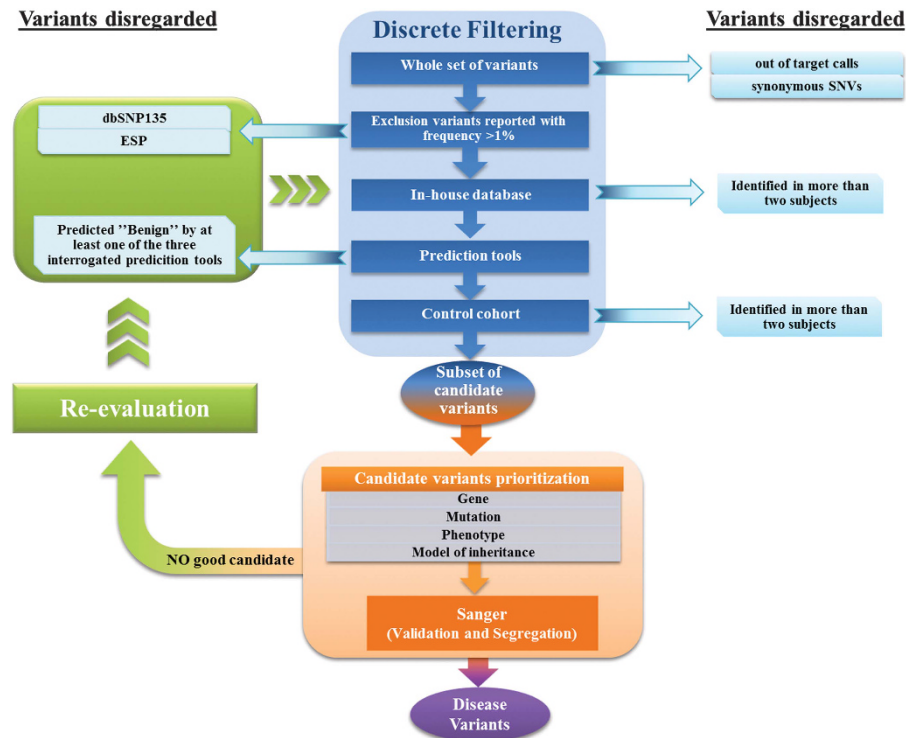 Variants disregarded
Discrete Filtering
Variants disregarded
Whole set of variants
out of target calls
synonymous SNVs
dbSNP135
ESP
Exclusion variants reported with
frequency >1%
In-house database
Identified in more than
two subjects
Predicted ''Benign'' by at
least one of the three
interrogated predicition tools
Prediction tools
Control cohort
Identified in more than
two subjects
Subset of
candidate
variants
Re-evaluation
Candidate variants prioritization
Gene
Mutation
Phenotype
Model of inheritance
NO good candidate
Sanger
(Validation and Segregation)
Disease
Variants